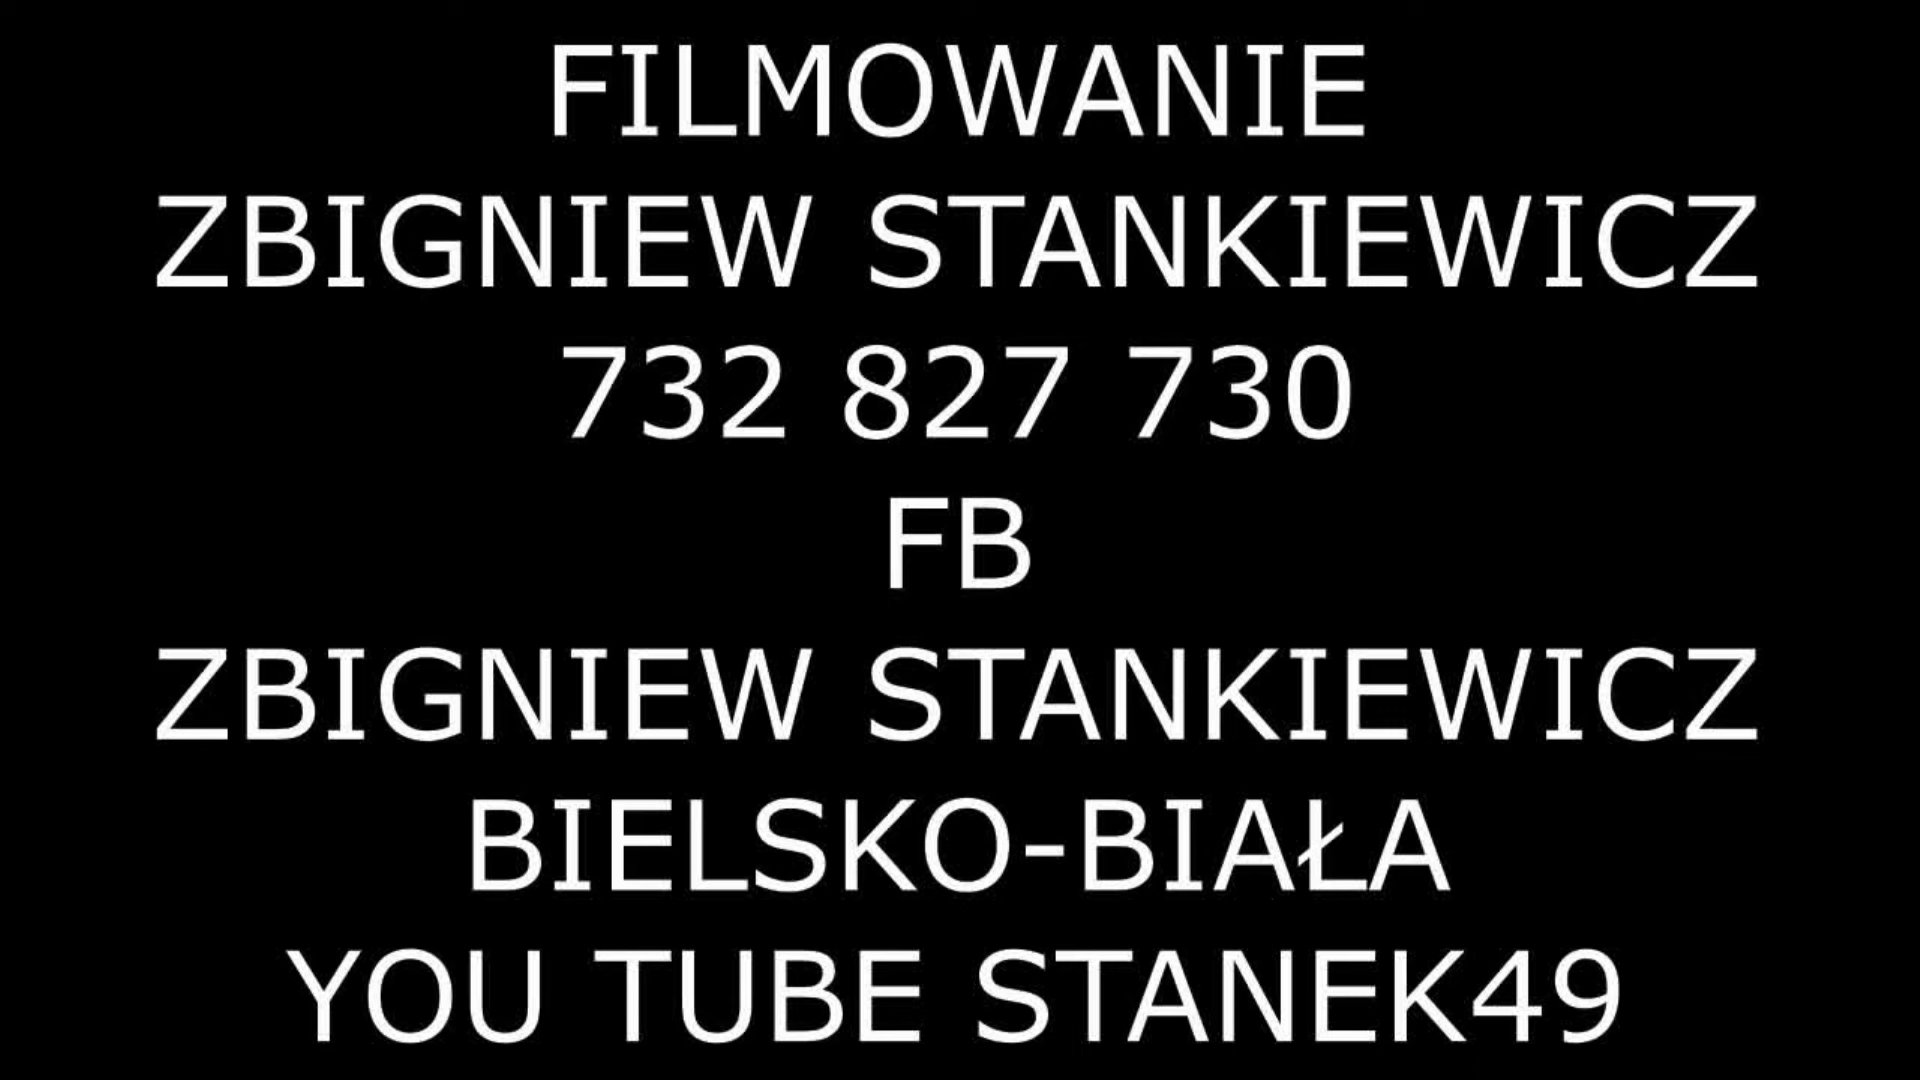 FILMOWANIE
ZBIGNIEW STANKIEWICZ
732 827 730
FB
ZBIGNIEW STANKIEWICZ
BIELSKO-BIAŁA
YOU TUBE STANEK49